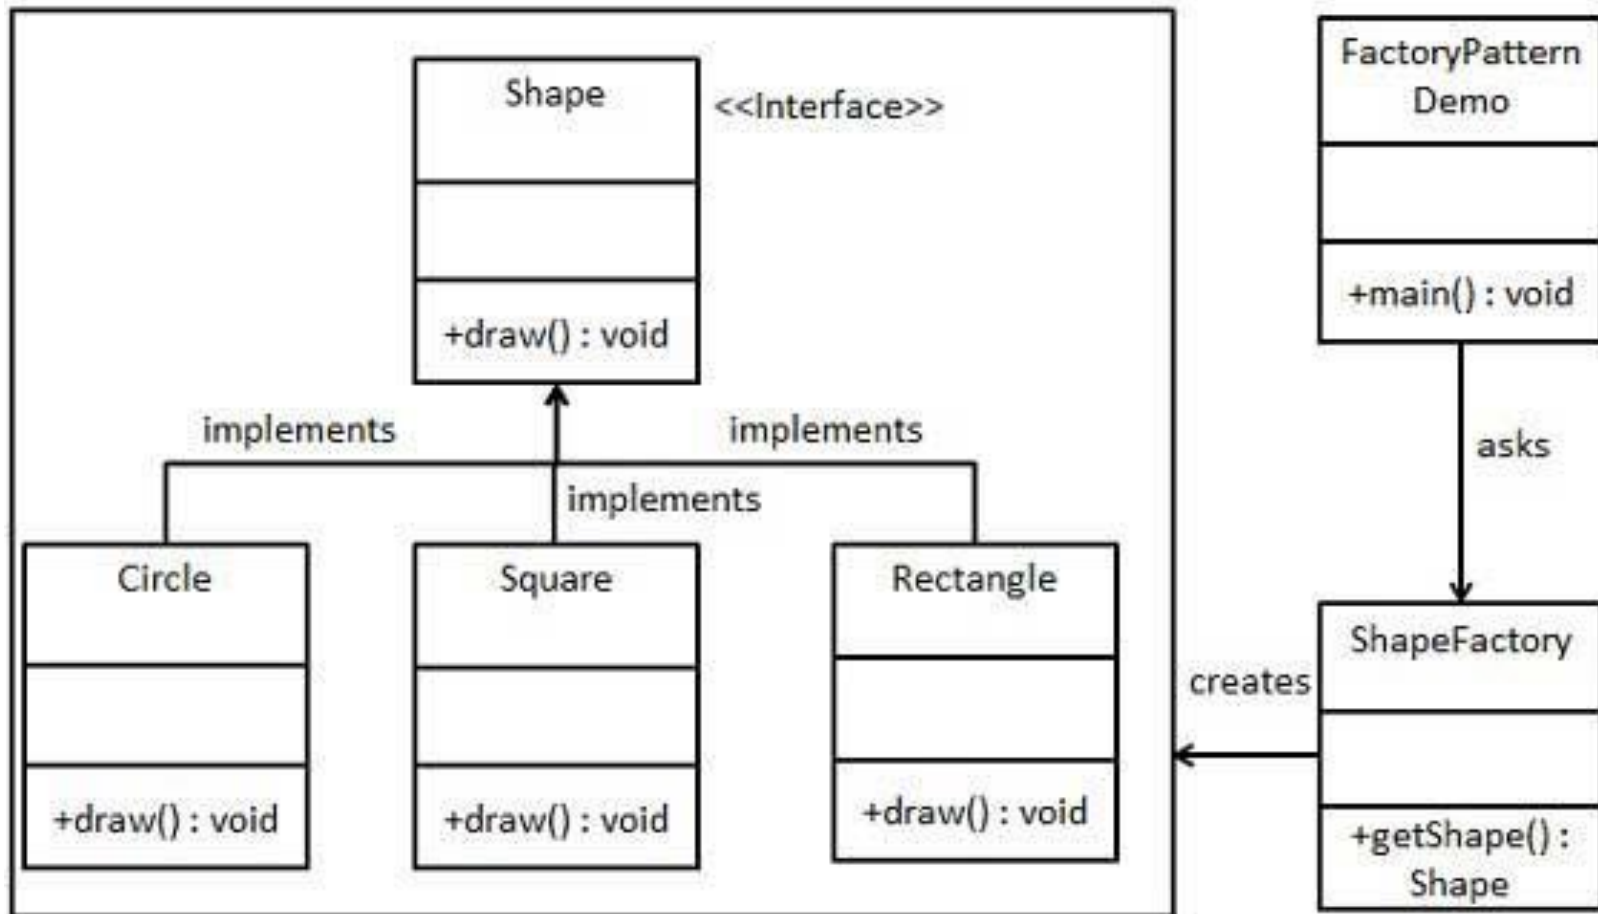 Shape
<<Interface>>
+draw() : void
implements
implements
implements
Circle
+draw() : void
Square
+draw() : void
Rectangle
+draw() : void
FactoryPattern
Demo
+main() : void
asks
ShapeFactory
+getShape() :
Shape
creates